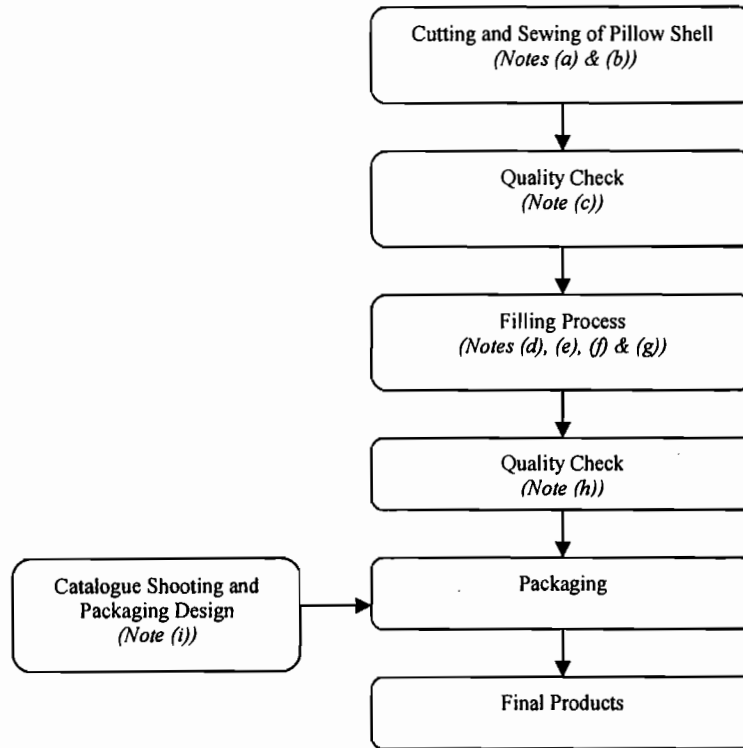 Cutting and Sewing of Pillow Shell
(Notes (a) & (b))
Quality Check
(Note (c))
Filling Process
(Notes (d), (e), (f) & (g))
Quality Check
(Note (h))
Catalogue Shooting and
Packaging Design
(Note (i))
Packaging
Final Products